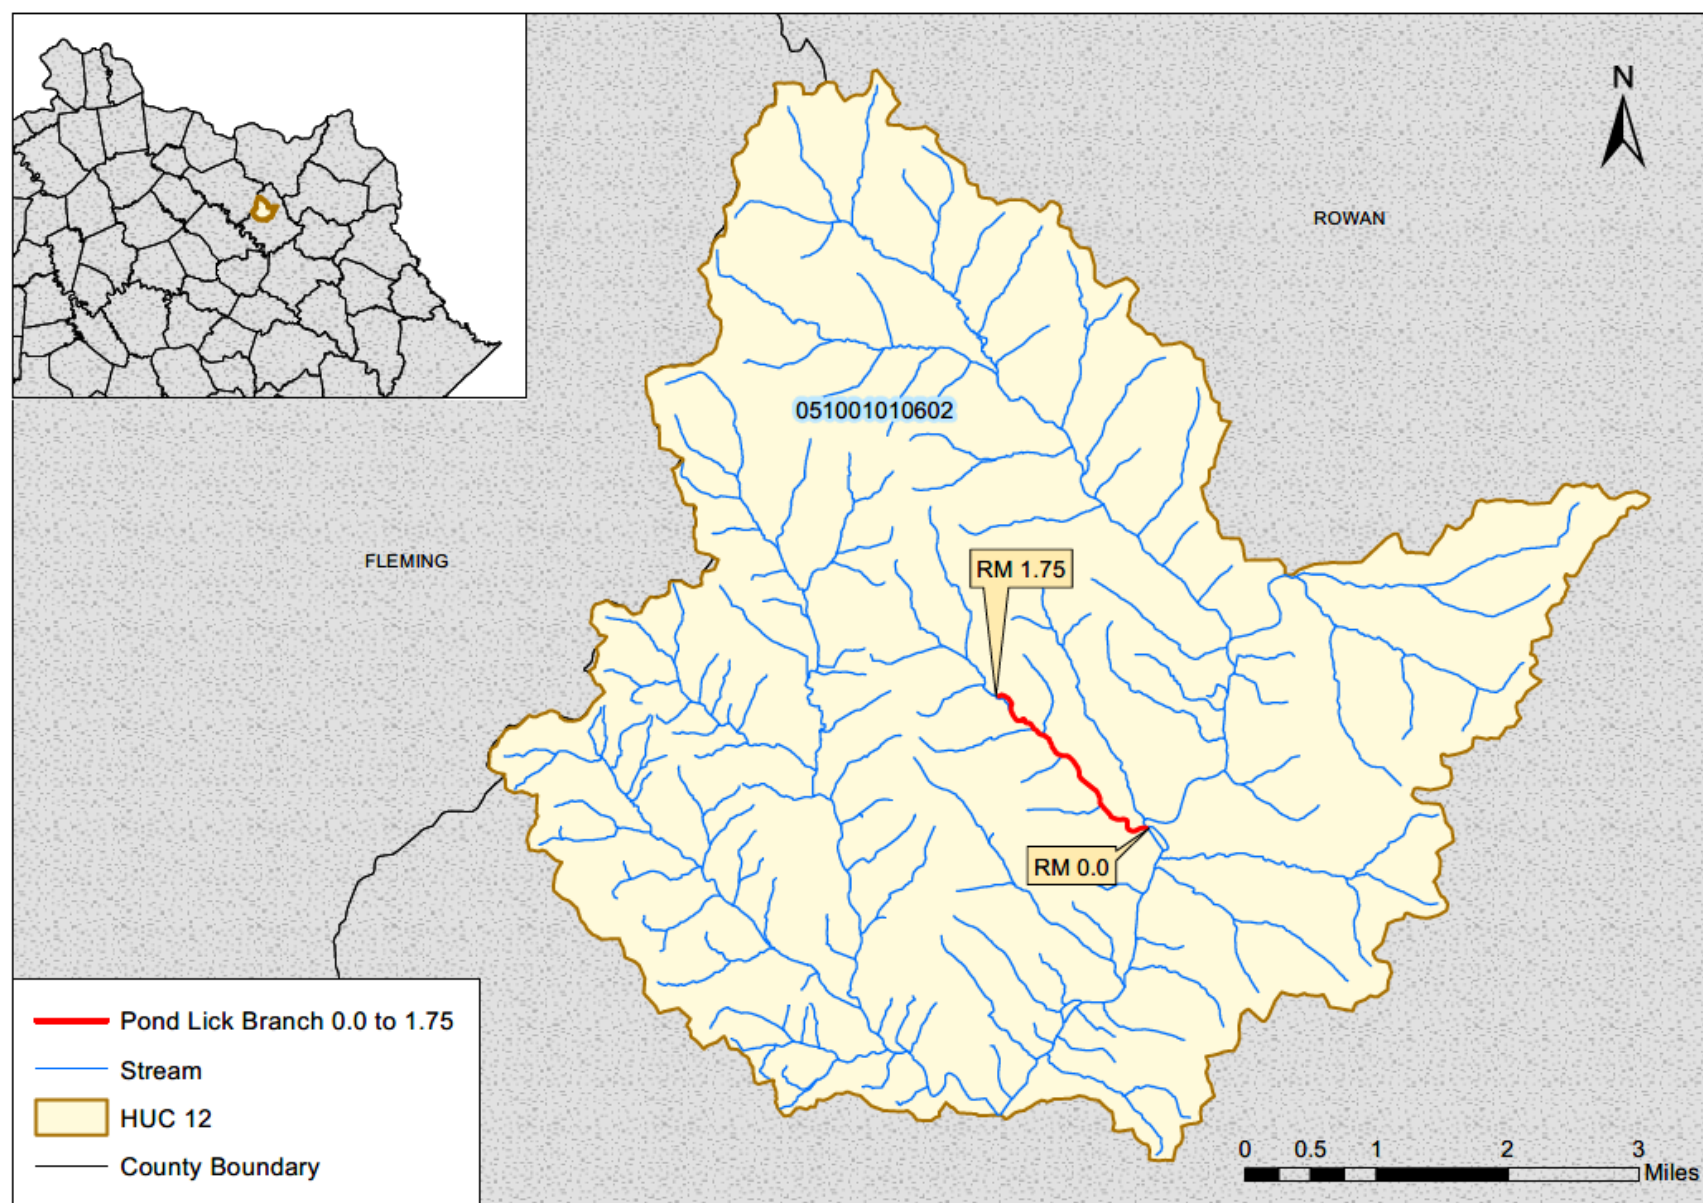 N
ROWAN
051001010602
FLEMING
RM 1.75
RM 0.0
Pond Lick Branch 0.0 to 1.75
Stream
HUC 12
County Boundary
0 0.5 1 2 3
Miles